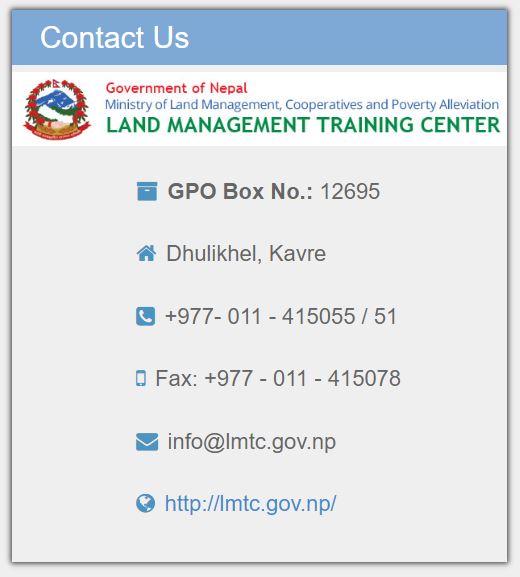 Contact Us
Government of Nepal
Ministry of Land Management, Cooperatives and Poverty Alleviation
LAND MANAGEMENT TRAINING CENTER
GPO Box No.: 12695
Dhulikhel, Kavre
+977- 011 - 415055 / 51
Fax: +977 - 011 - 415078
info@lmtc.gov.np
http://lmtc.gov.np/